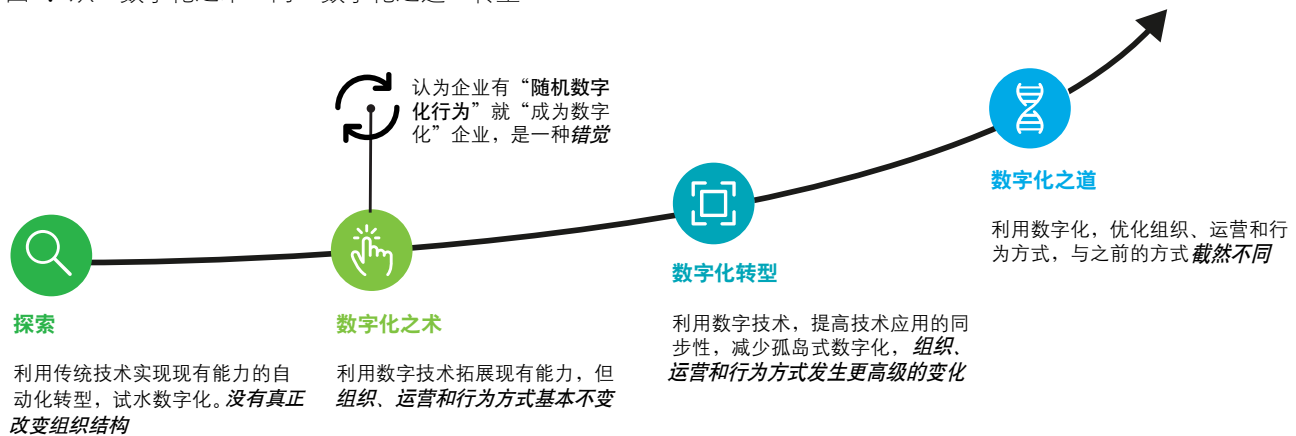 认为企业有“随机数字
化行为”就“成为数字
化”企业，是一种错觉
数字化之道
利用数字化，优化组织、运营和行
为方式，与之前的方式截然不同
数字化转型
利用数字技术，提高技术应用的同
步性，减少孤岛式数字化，组织、
运营和行为方式发生更高级的变化
探索
利用传统技术实现现有能力的自
动化转型，试水数字化。没有真正
改变组织结构
数字化之术
利用数字技术拓展现有能力，但
组织、运营和行为方式基本不变